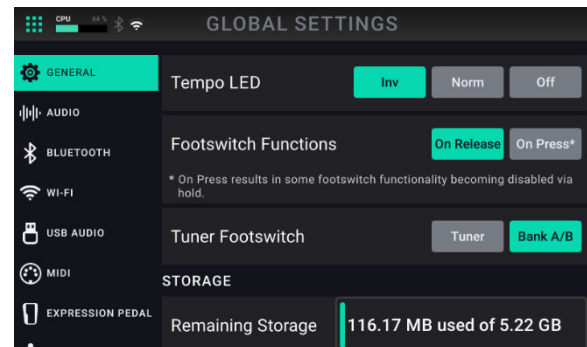 CPU 44 % GLOBAL SETTINGS
GENERAL
Tempo LED Inv Norm Off
AUDIO
BLUETOOTH
Footswitch Functions On Release On Press*
* On Press results in some footswitch functionality becoming disabled via
hold.
WI-FI
USB AUDIO
Tuner Footswitch Tuner Bank A/B
MIDI
STORAGE
EXPRESSION PEDAL
Remaining Storage 116.17 MB used of 5.22 GB